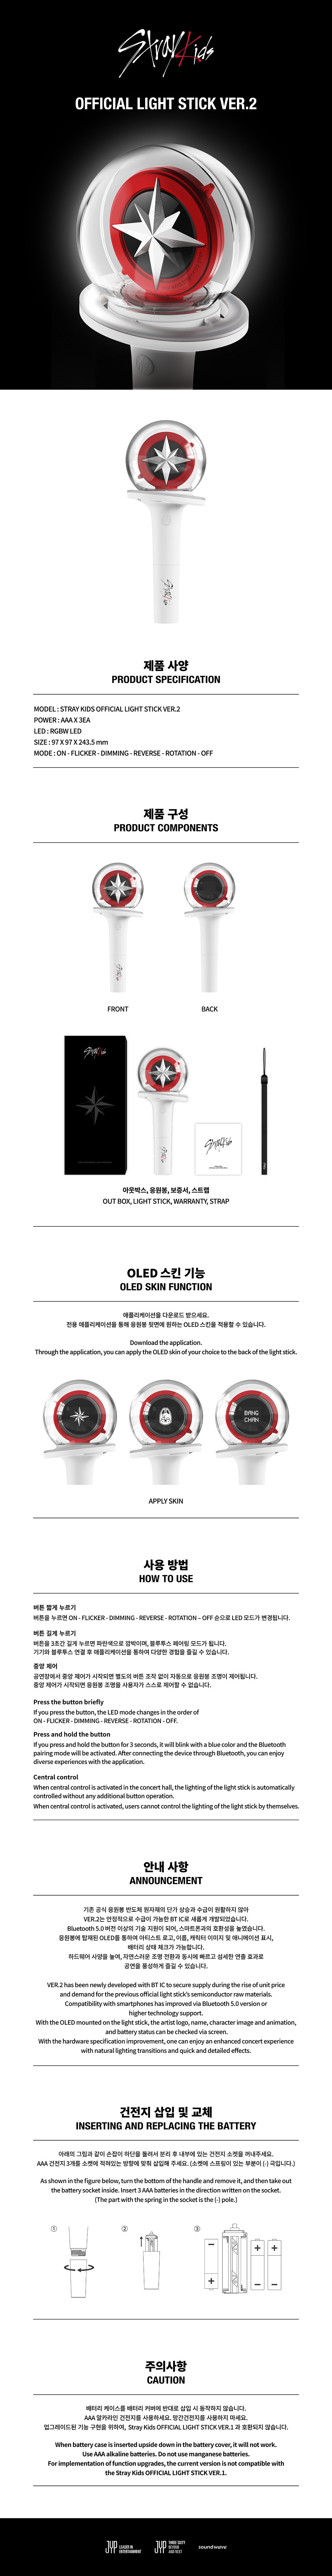 Stray Kids
OFFICIAL LIGHT STICK VER.2
제품 사양
PRODUCT SPECIFICATION
MODEL : STRAY KIDS OFFICIAL LIGHT STICK VER.2
POWER : AAA X 3EA
LED : RGBW LED
SIZE : 97 X 97 X 243.5 mm
MODE : ON - FLICKER - DIMMING - REVERSE - ROTATION - OFF
제품 구성
PRODUCT COMPONENTS
FRONT
BACK
Stray Kids
Stray Kids
아웃박스, 응원봉, 보증서, 스트랩
OUT BOX, LIGHT STICK, WARRANTY, STRAP
OLED 스킨 기능
OLED SKIN FUNCTION
애플리케이션을 다운로드 받으세요.
전용 애플리케이션을 통해 응원봉 뒷면에 원하는 OLED 스킨을 적용할 수 있습니다.
Download the application.
Through the application, you can apply the OLED skin of your choice to the back of the light stick.
BANG
CHAN
APPLY SKIN
사용 방법
HOW TO USE
버튼 짧게 누르기
버튼을 누르면 ON - FLICKER - DIMMING - REVERSE - ROTATION – OFF 순으로 LED 모드가 변경됩니다.
버튼 길게 누르기
버튼을 3초간 길게 누르면 파란색으로 깜박이며, 블루투스 페어링 모드가 됩니다.
기기와 블루투스 연결 후 애플리케이션을 통하여 다양한 경험을 즐길 수 있습니다.
중앙 제어
공연장에서 중앙 제어가 시작되면 별도의 버튼 조작 없이 자동으로 응원봉 조명이 제어됩니다.
중앙 제어가 시작되면 응원봉 조명을 사용자가 스스로 제어할 수 없습니다.
Press the button briefly
If you press the button, the LED mode changes in the order of
ON - FLICKER - DIMMING - REVERSE - ROTATION - OFF.
Press and hold the button
If you press and hold the button for 3 seconds, it will blink with a blue color and the Bluetooth
pairing mode will be activated. After connecting the device through Bluetooth, you can enjoy
diverse experiences with the application.
Central control
When central control is activated in the concert hall, the lighting of the light stick is automatically
controlled without any additional button operation.
When central control is activated, users cannot control the lighting of the light stick by themselves.
안내 사항
ANNOUNCEMENT
기존 공식 응원봉 반도체 원자재의 단가 상승과 수급이 원활하지 않아
VER.2는 안정적으로 수급이 가능한 BT IC로 새롭게 개발되었습니다.
Bluetooth 5.0 버전 이상의 기술 지원이 되어, 스마트폰과의 호환성을 높였습니다.
응원봉에 탑재된 OLED를 통하여 아티스트 로고, 이름, 캐릭터 이미지 및 애니메이션 표시,
배터리 상태 체크가 가능합니다.
하드웨어 사양을 높여, 자연스러운 조명 전환과 동시에 빠르고 섬세한 연출 효과로
공연을 풍성하게 즐길 수 있습니다.
VER.2 has been newly developed with BT IC to secure supply during the rise of unit price
and demand for the previous official light stick's semiconductor raw materials.
Compatibility with smartphones has improved via Bluetooth 5.0 version or
higher technology support.
With the OLED mounted on the light stick, the artist logo, name, character image and animation,
and battery status can be checked via screen.
With the hardware specification improvement, one can enjoy an enhanced concert experience
with natural lighting transitions and quick and detailed effects.
건전지 삽입 및 교체
INSERTING AND REPLACING THE BATTERY
아래의 그림과 같이 손잡이 하단을 돌려서 분리 후 내부에 있는 건전지 소켓을 꺼내주세요.
AAA 건전지 3개를 소켓에 적혀있는 방향에 맞춰 삽입해 주세요. (소켓에 스프링이 있는 부분이 (-) 극입니다.)
As shown in the figure below, turn the bottom of the handle and remove it, and then take out
the battery socket inside. Insert 3 AAA batteries in the direction written on the socket.
(The part with the spring in the socket is the (-) pole.)
① ② ③
주의사항
CAUTION
배터리 케이스를 배터리 커버에 반대로 삽입 시 동작하지 않습니다.
AAA 알카라인 건전지를 사용하세요. 망간건전지를 사용하지 마세요.
업그레이드된 기능 구현을 위하여, Stray Kids OFFICIAL LIGHT STICK VER.1 과 호환되지 않습니다.
When battery case is inserted upside down in the battery cover, it will not work.
Use AAA alkaline batteries. Do not use manganese batteries.
For implementation of function upgrades, the current version is not compatible with
the Stray Kids OFFICIAL LIGHT STICK VER.1.
JYP LEADER IN ENTERTAINMENT
JYP THREE SIXTY BEYOND AND NEXT
soundwave